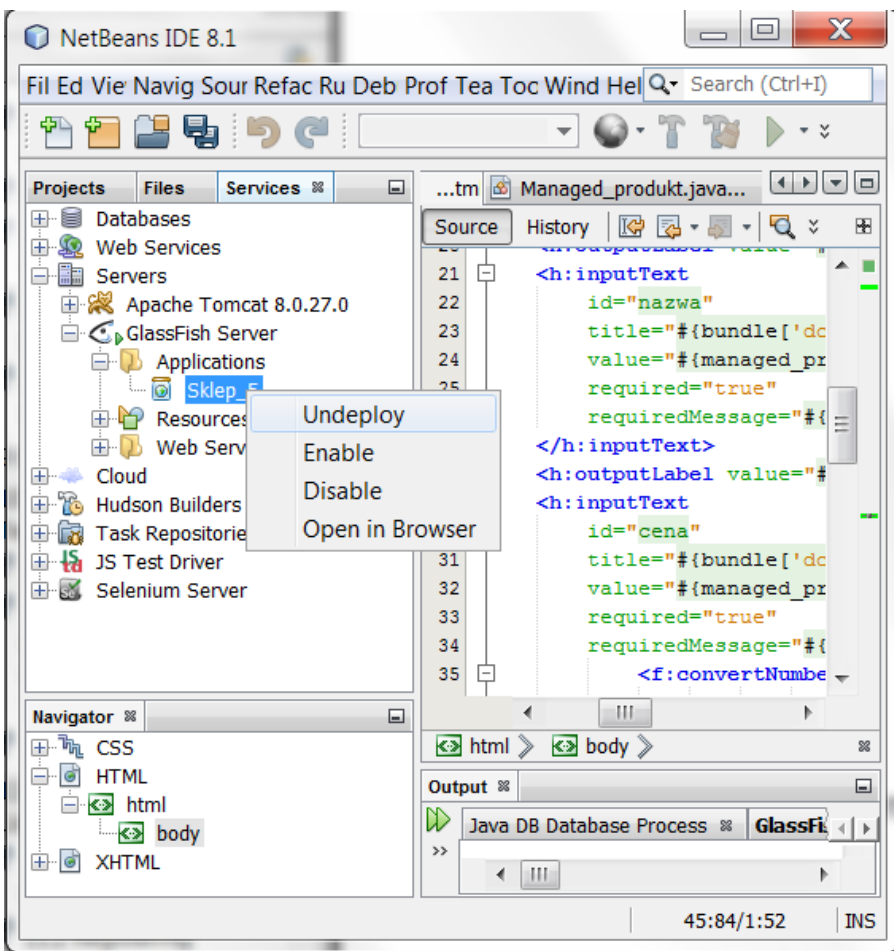 NetBeans IDE 8.1
Fil Ed Vie Navig Sour Refac Ru Deb Prof Tea Toc Wind Hel Search (Ctrl+I)
Projects Files Services
Databases
Web Services
Servers
Apache Tomcat 8.0.27.0
GlassFish Server
Applications
Sklep_
Resources
Web Serv
Cloud
Hudson Builders
Task Repositorie
JS Test Driver
Selenium Server
Undeploy
Enable
Disable
Open in Browser
Navigator
CSS
HTML
html
body
XHTML
...tm Managed_produkt.java...
Source History
21 <h:inputText
22 id="nazwa"
23 title="#{bundle['do
24 value="#{managed_pr
25 required="true"
requiredMessage="#{
</h:inputText>
<h:outputLabel value="#
<h:inputText
id="cena"
31 title="#{bundle['do
32 value="#{managed_pr
33 required="true"
34 requiredMessage="#{
35 <f:convertNumbe
html body
Output
Java DB Database Process GlassFi
45:84/1:52 INS